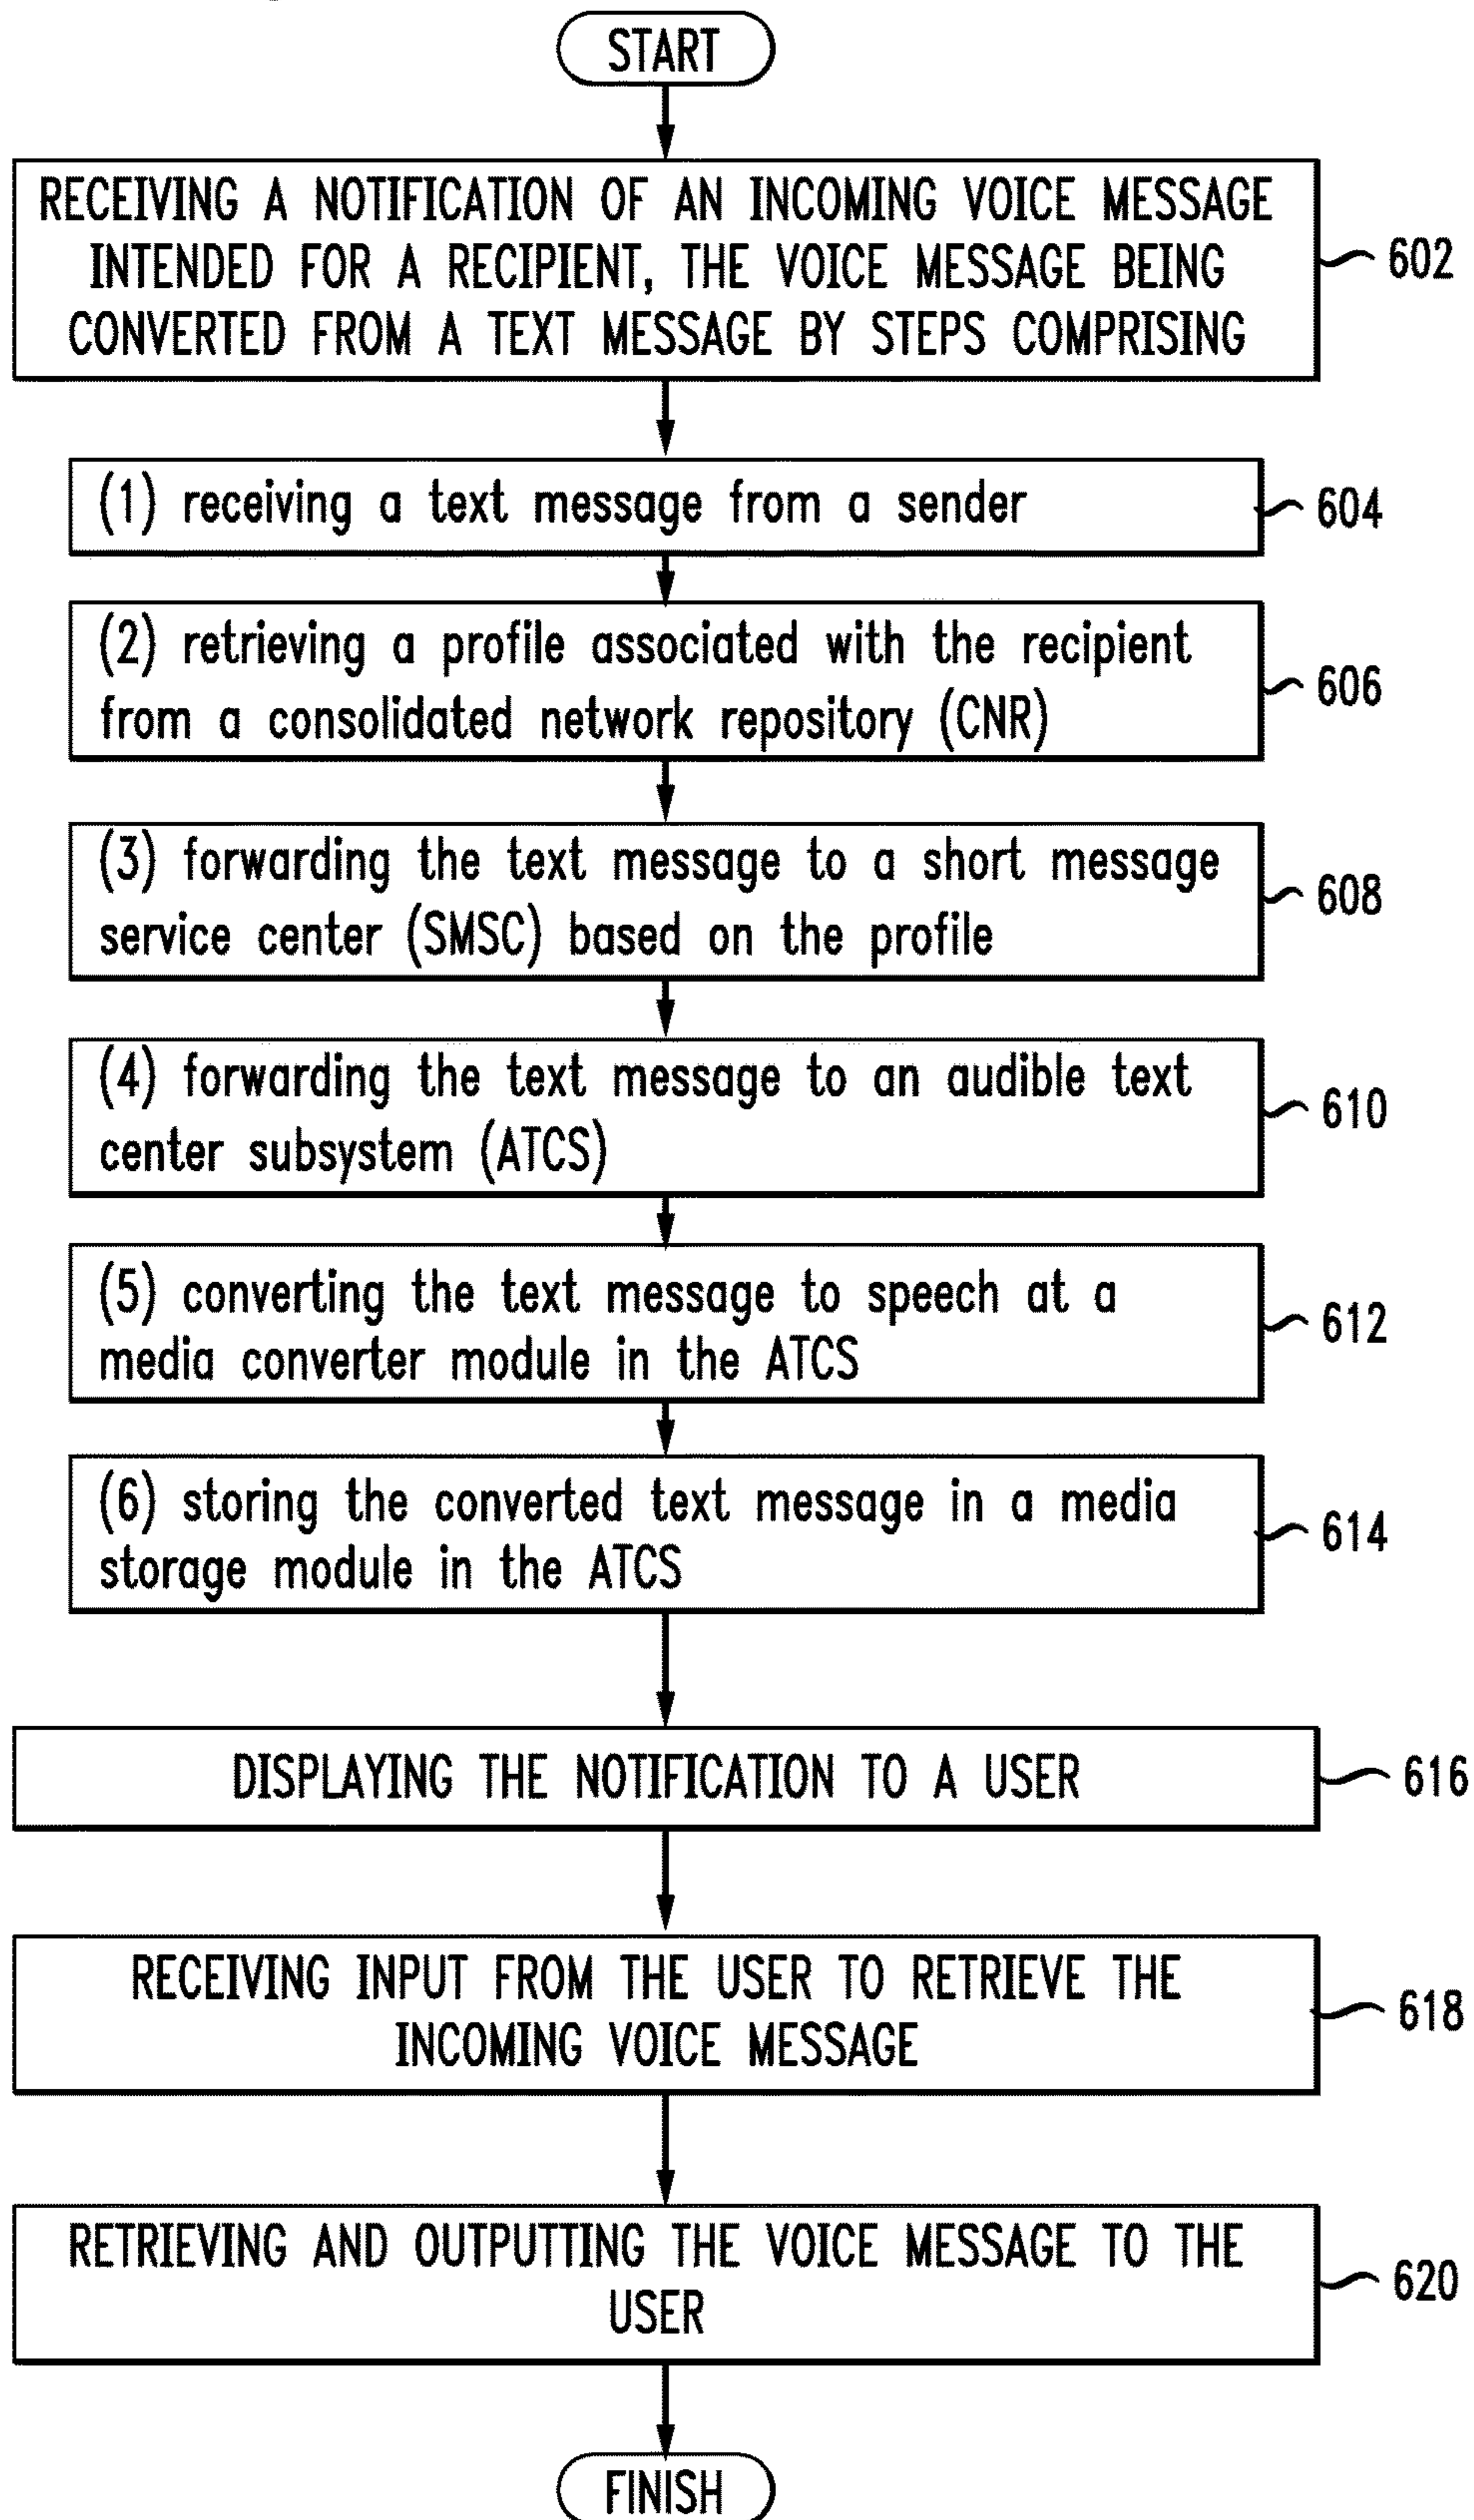 START
RECEIVING A NOTIFICATION OF AN INCOMING VOICE MESSAGE
INTENDED FOR A RECIPIENT, THE VOICE MESSAGE BEING
CONVERTED FROM A TEXT MESSAGE BY STEPS COMPRISING
602
(1) receiving a text message from a sender
604
(2) retrieving a profile associated with the recipient
from a consolidated network repository (CNR)
606
(3) forwarding the text message to a short message
service center (SMSC) based on the profile
608
(4) forwarding the text message to an audible text
center subsystem (ATCS)
610
(5) converting the text message to speech at a
media converter module in the ATCS
612
(6) storing the converted text message in a media
storage module in the ATCS
614
DISPLAYING THE NOTIFICATION TO A USER
616
RECEIVING INPUT FROM THE USER TO RETRIEVE THE
INCOMING VOICE MESSAGE
618
RETRIEVING AND OUTPUTTING THE VOICE MESSAGE TO THE
USER
620
FINISH